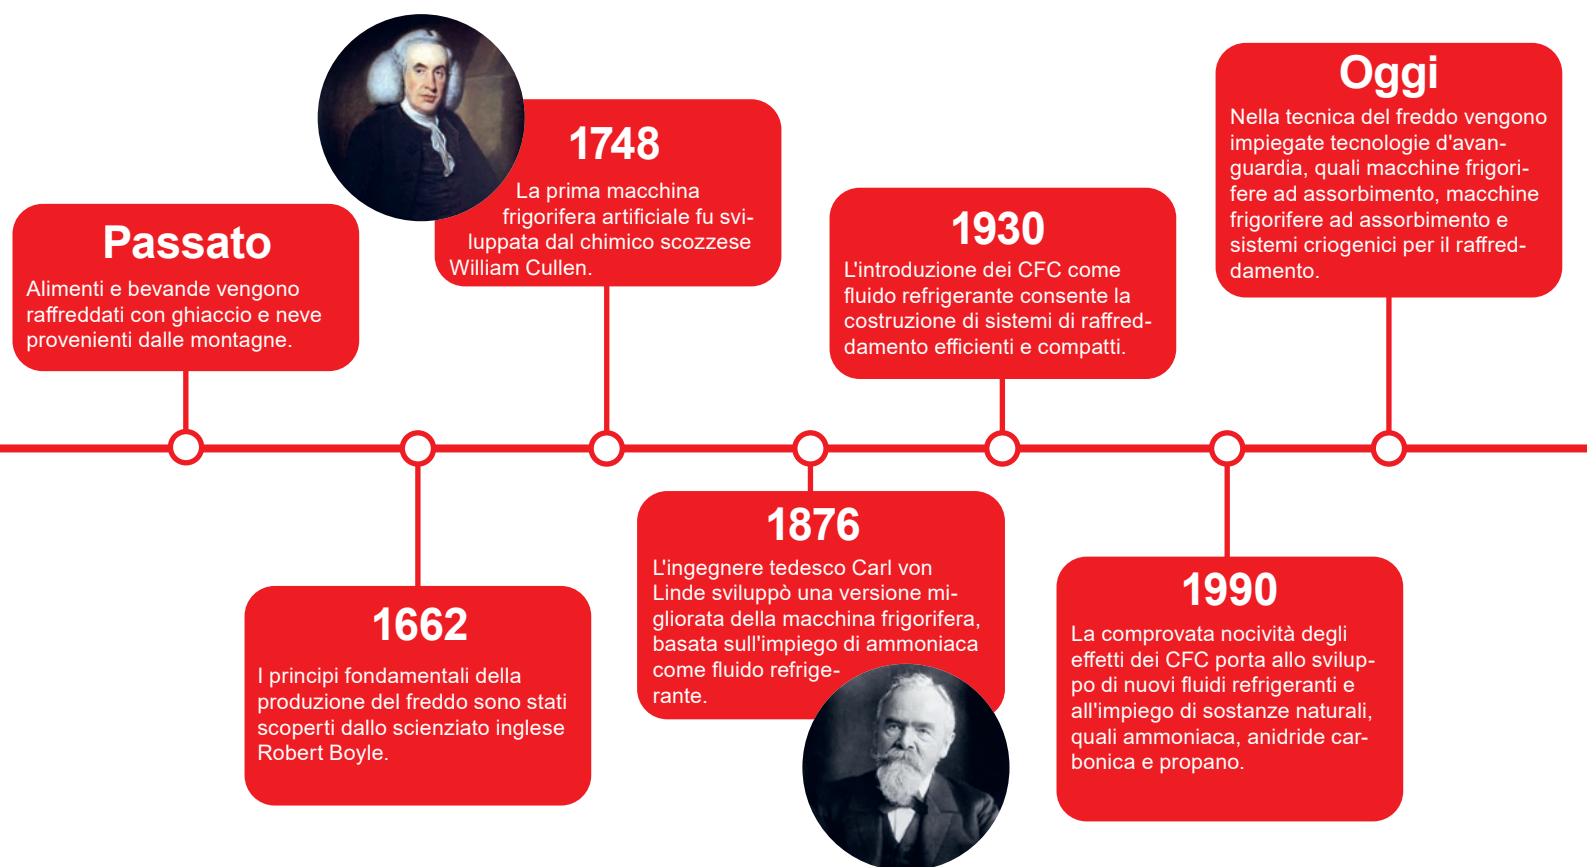 Passato
Alimenti e bevande vengono
raffreddati con ghiaccio e neve
provenienti dalle montagne.
1662
I principi fondamentali della
produzione del freddo sono stati
scoperti dallo scienziato inglese
Robert Boyle.
1748
La prima macchina
frigorifera artificiale fu svi-
luppata dal chimico scozzese
William Cullen.
1876
L'ingegnere tedesco Carl von
Linde sviluppò una versione mi-
gliorata della macchina frigorifera,
basata sull'impiego di ammoniaca
come fluido refrige-
rante.
1930
L'introduzione dei CFC come
fluido refrigerante consente la
costruzione di sistemi di raffred-
damento efficienti e compatti.
1990
La comprovata nocività degli
effetti dei CFC porta allo svilup-
po di nuovi fluidi refrigeranti e
all'impiego di sostanze naturali,
quali ammoniaca, anidride car-
bonica e propano.
Oggi
Nella tecnica del freddo vengono
impiegate tecnologie d'avan-
guardia, quali macchine frigori-
fere ad assorbimento, macchine
frigorifere ad assorbimento e
sistemi criogenici per il raffred-
damento.